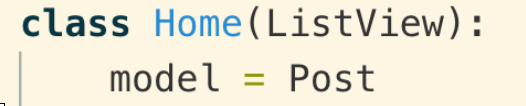 class Home(ListView):
    model = Post